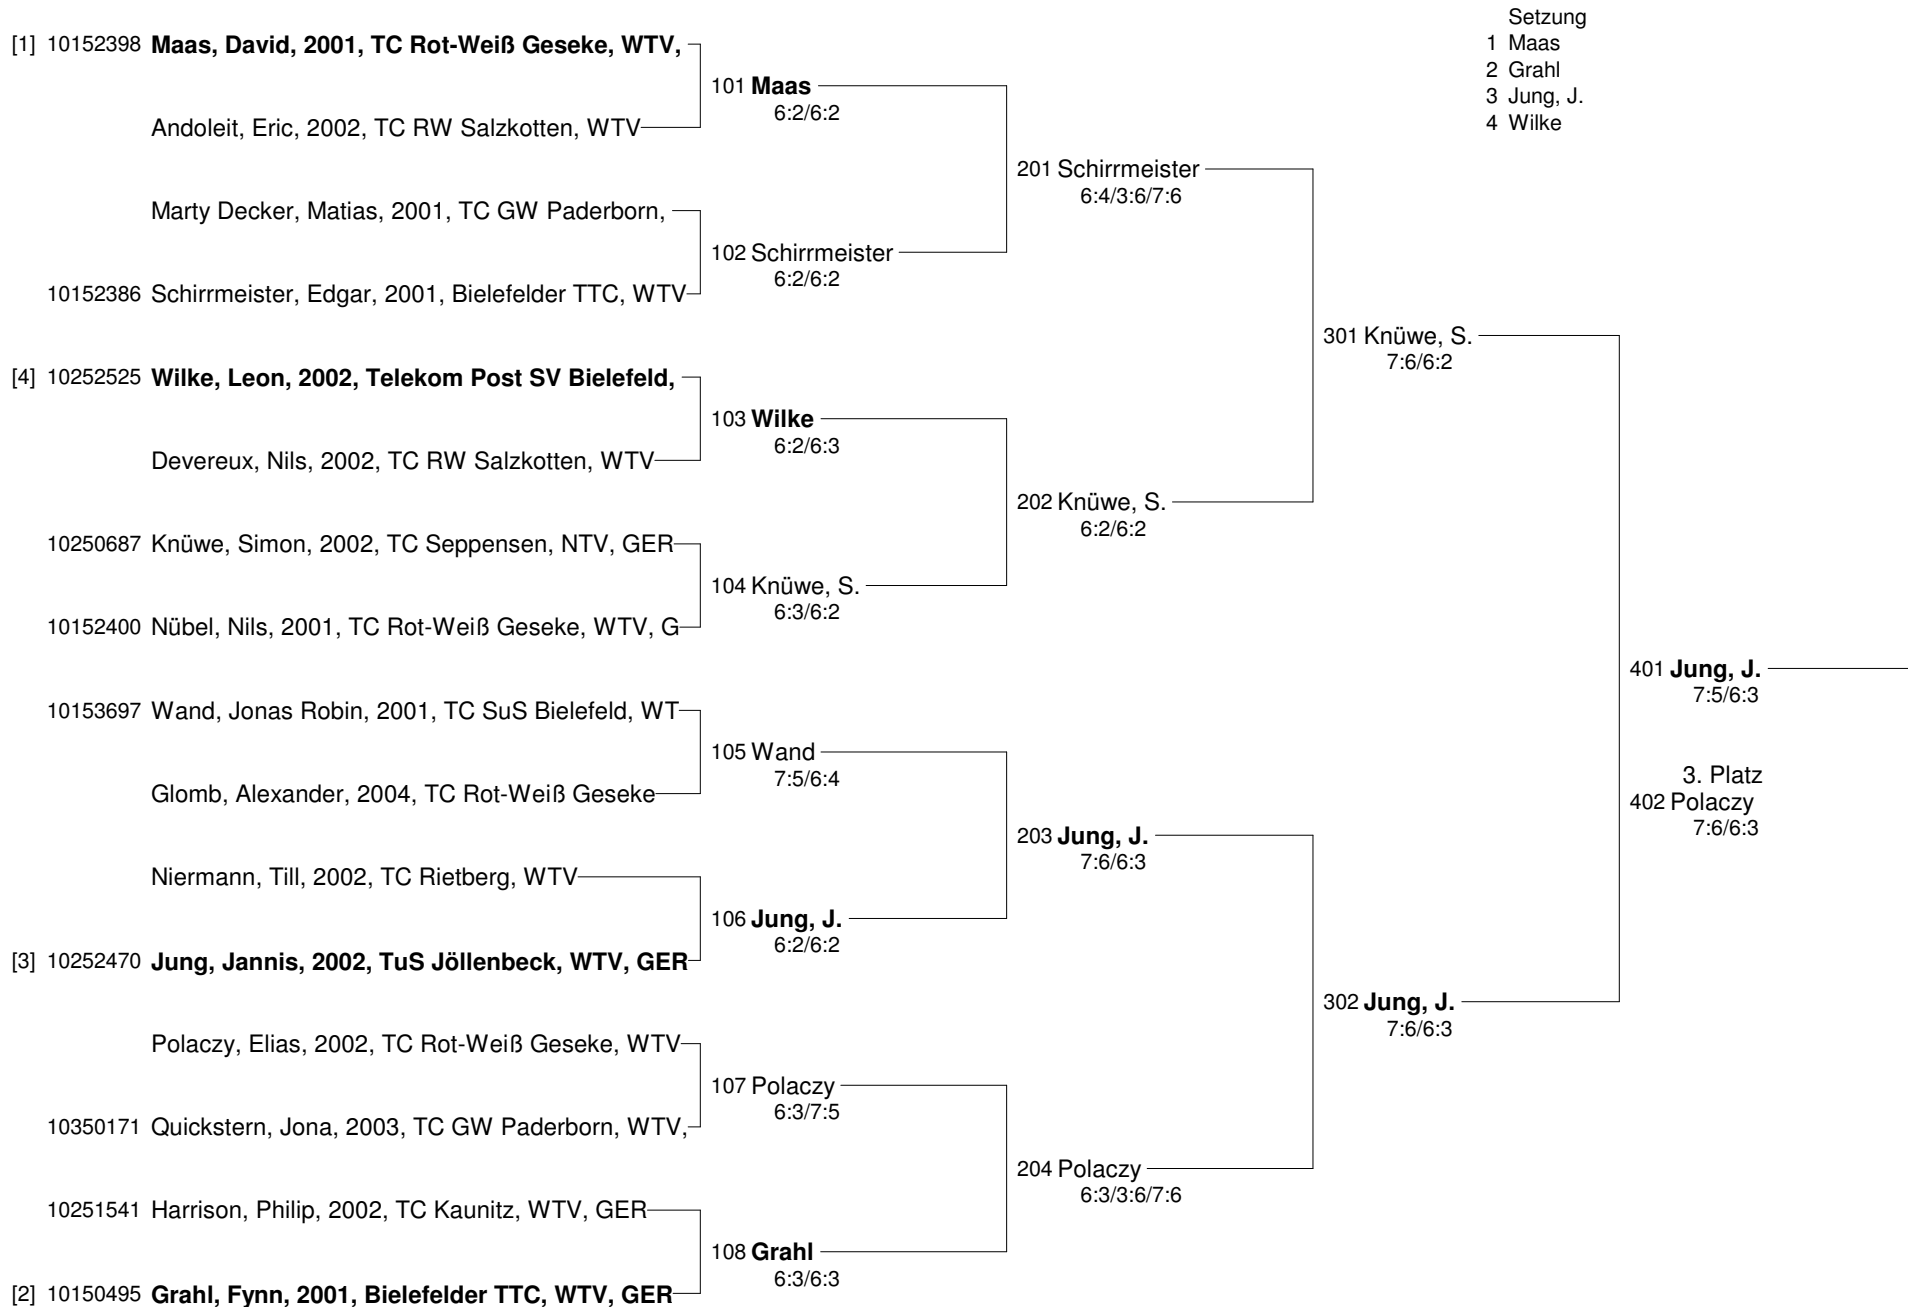 Setzung
1 Maas
2 Grahl
3 Jung, J.
4 Wilke
[1] 10152398 Maas, David, 2001, TC Rot-Weiß Geseke, WTV,
101 Maas
6:2/6:2
Andoleit, Eric, 2002, TC RW Salzkotten, WTV
201 Schirrmeister
6:4/3:6/7:6
Marty Decker, Matias, 2001, TC GW Paderborn,
102 Schirrmeister
6:2/6:2
10152386 Schirrmeister, Edgar, 2001, Bielefelder TTC, WTV
301 Knüwe, S.
7:6/6:2
[4] 10252525 Wilke, Leon, 2002, Telekom Post SV Bielefeld,
103 Wilke
6:2/6:3
Devereux, Nils, 2002, TC RW Salzkotten, WTV
202 Knüwe, S.
6:2/6:2
10250687 Knüwe, Simon, 2002, TC Seppensen, NTV, GER
104 Knüwe, S.
6:3/6:2
10152400 Nübel, Nils, 2001, TC Rot-Weiß Geseke, WTV, G
401 Jung, J.
7:5/6:3
10153697 Wand, Jonas Robin, 2001, TC SuS Bielefeld, WT
105 Wand
7:5/6:4
3. Platz
402 Polaczy
7:6/6:3
Glomb, Alexander, 2004, TC Rot-Weiß Geseke
203 Jung, J.
7:6/6:3
Niermann, Till, 2002, TC Rietberg, WTV
106 Jung, J.
6:2/6:2
[3] 10252470 Jung, Jannis, 2002, TuS Jöllenbeck, WTV, GER
302 Jung, J.
7:6/6:3
Polaczy, Elias, 2002, TC Rot-Weiß Geseke, WTV
107 Polaczy
6:3/7:5
10350171 Quickstern, Jona, 2003, TC GW Paderborn, WTV,
204 Polaczy
6:3/3:6/7:6
10251541 Harrison, Philip, 2002, TC Kaunitz, WTV, GER
108 Grahl
6:3/6:3
[2] 10150495 Grahl, Fynn, 2001, Bielefelder TTC, WTV, GER